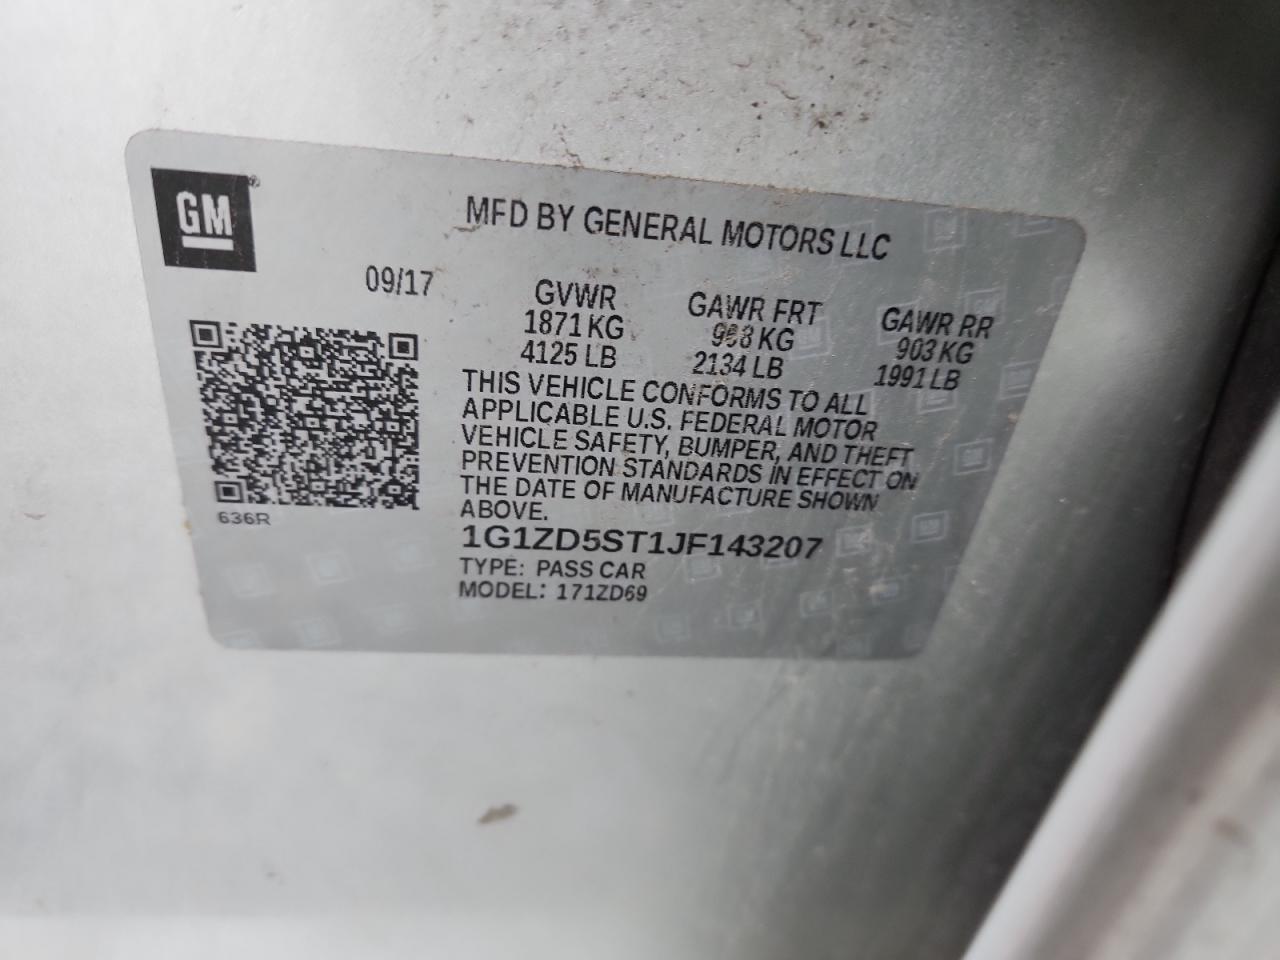 GM
MFD BY GENERAL MOTORS LLC
09/17
GVWR GAWR FRT GAWR RR
1871 KG 968 KG 903 KG
4125 LB 2134 LB 1991 LB
THIS VEHICLE CONFORMS TO ALL
APPLICABLE U.S. FEDERAL MOTOR
VEHICLE SAFETY, BUMPER, AND THEFT
PREVENTION STANDARDS IN EFFECT ON
THE DATE OF MANUFACTURE SHOWN
ABOVE.
636R
1G1ZD5ST1JF143207
TYPE: PASS CAR
MODEL: 171ZD69